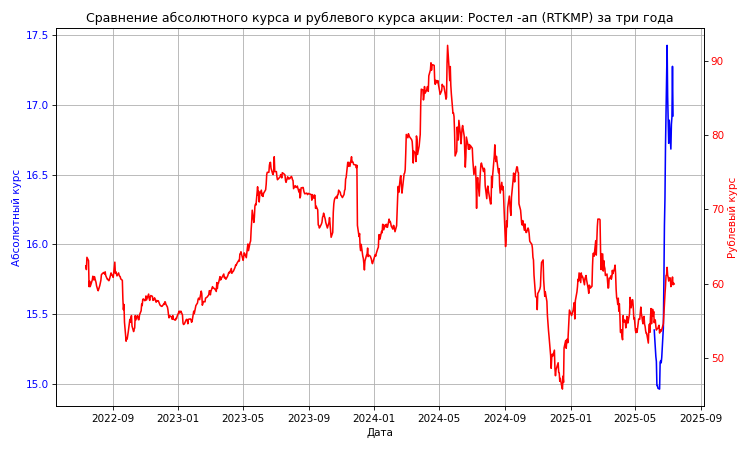 Сравнение абсолютного курса и рублевого курса акции: Ростел -ап (RTKMP) за три года
17.5
17.0
16.5
16.0
15.5
15.0
Абсолютный курс
90
80
70
60
50
Рублевый курс
2022-09 2023-01 2023-05 2023-09 2024-01 2024-05 2024-09 2025-01 2025-05 2025-09
Дата